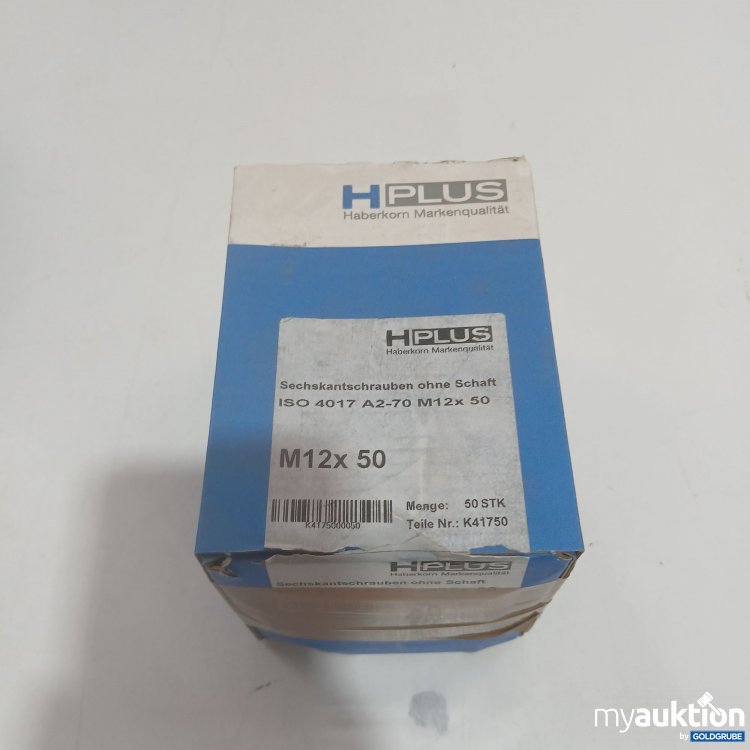 HPLUS
Haberkorn Markenqualität
HPLUS
Haberkorn Markenqualität
Sechskantschrauben ohne Schaft
ISO 4017 A2-70 M12x 50
M12x 50
Menge: 50 STK
K4175000050
Teile Nr.: K41750
HPLUS
Haberkorn Markenqualität
Sechskantschrauben ohne Schaft
myauktion
by GOLDGRUBE